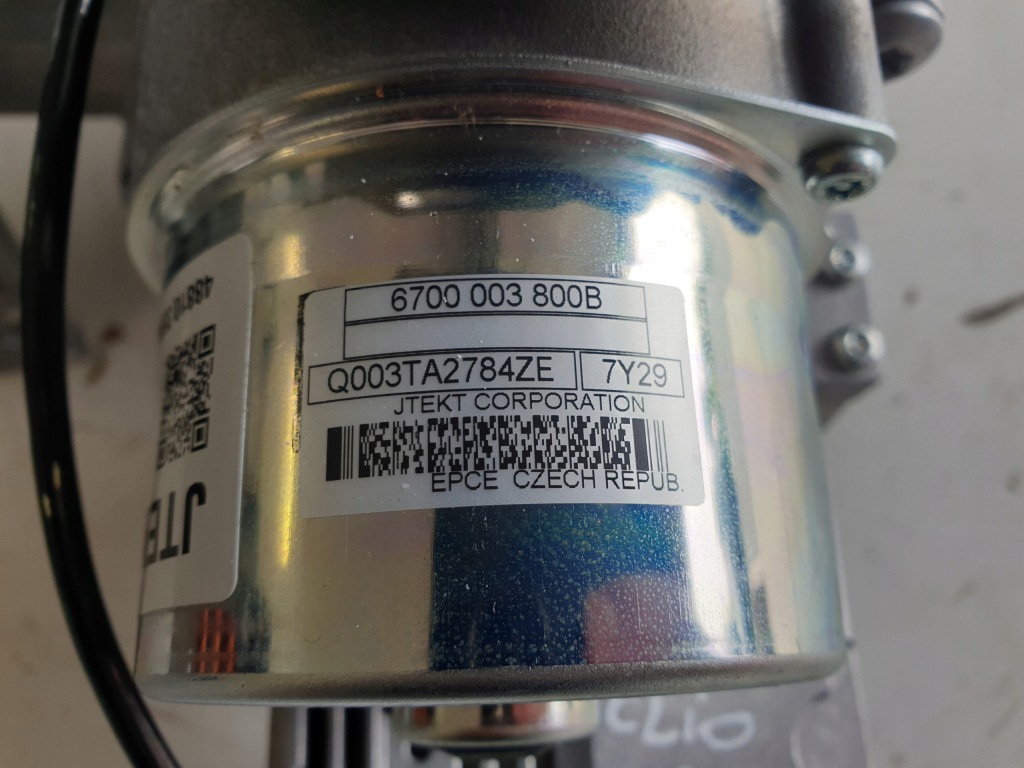 6700 003 800B
Q003TA2784ZE 7Y29
JTEKT CORPORATION
EPCE CZECH REPUB.
CLIO